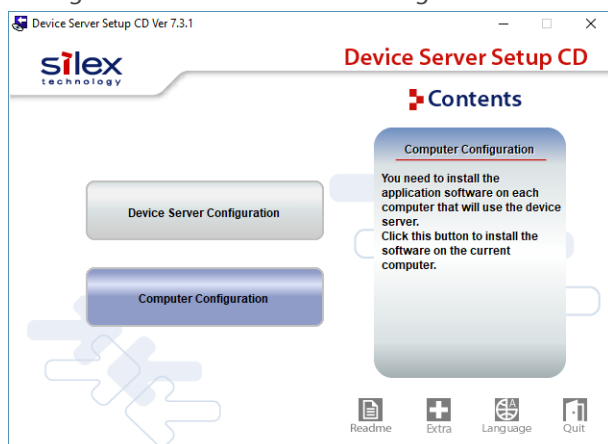 Device Server Setup CD Ver 7.3.1
silex
technology
Device Server Setup CD
Contents
Device Server Configuration
Computer Configuration
Computer Configuration
You need to install the
application software on each
computer that will use the device
server.
Click this button to install the
software on the current
computer.
Readme
Extra
A
Language
Quit